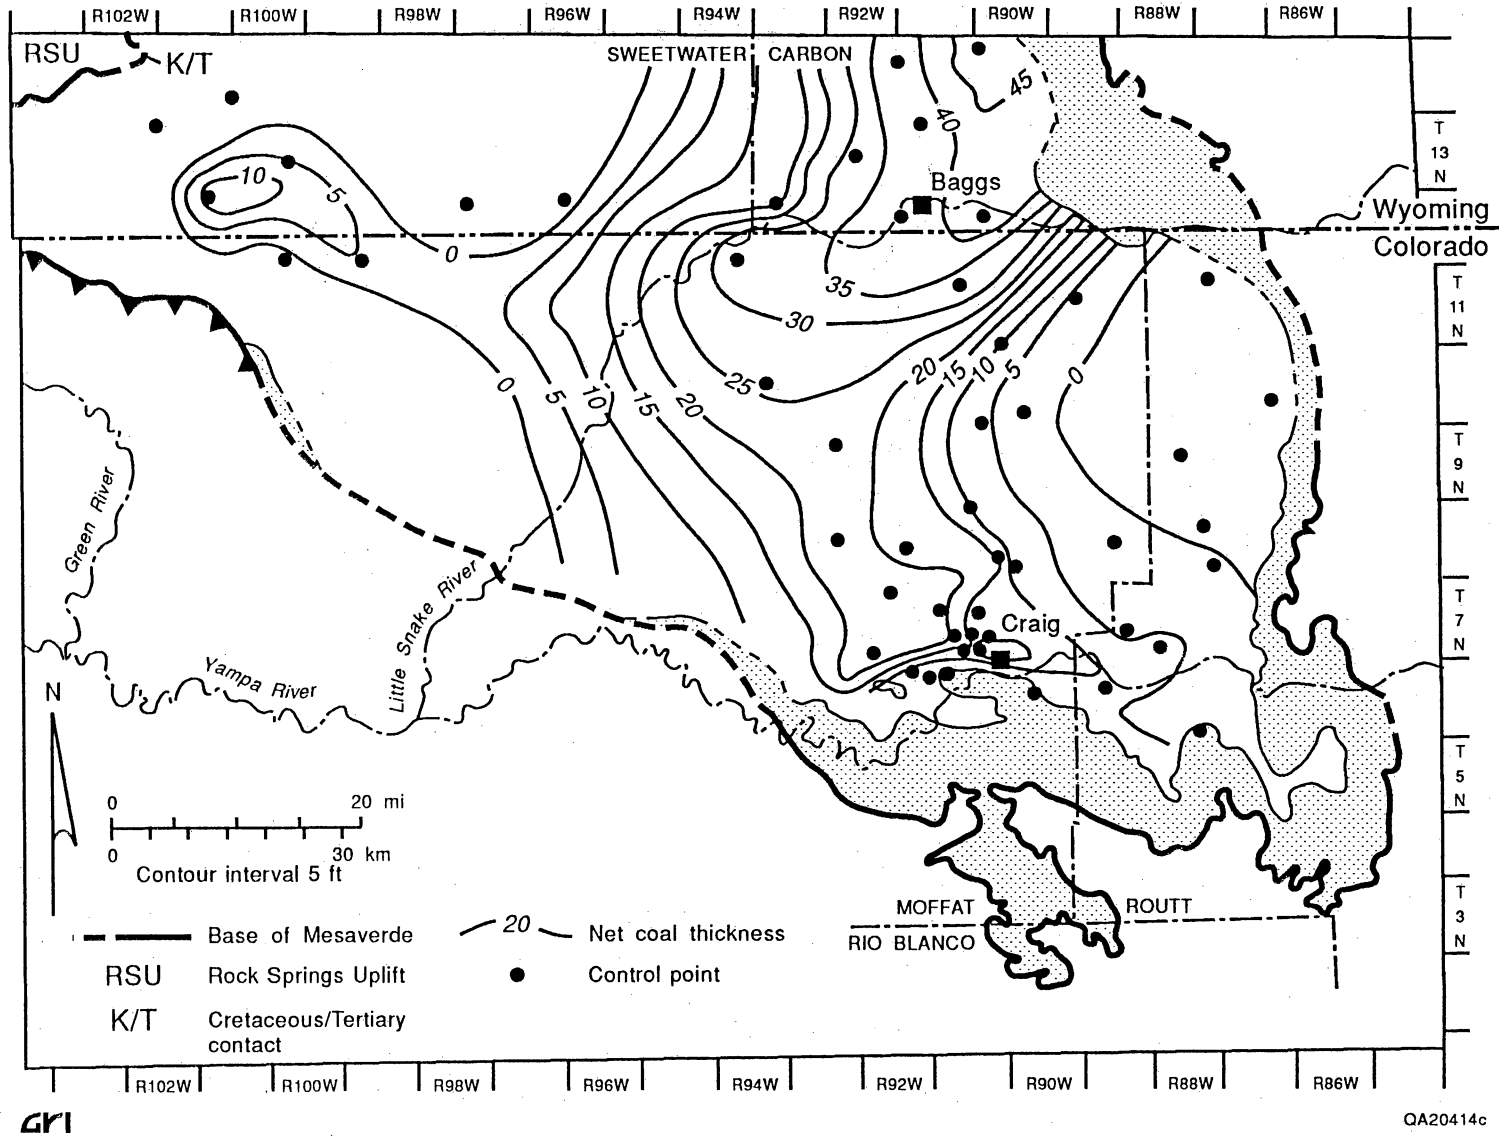 R102W R100W R98W R96W R94W R92W R90W R88W R86W
RSU
K/T
SWEETWATER CARBON
45
40
T
13
N
10
5
Baggs
Wyoming
Colorado
0
35
30
T
11
N
0
5
10
15
20
25
20
15
10
5
0
T
9
N
Green River
Little Snake River
Yampa River
Craig
T
7
N
N
T
5
N
0 20 mi
0 30 km
Contour interval 5 ft
MOFFAT ROUTT
RIO BLANCO
T
3
N
Base of Mesaverde
20 Net coal thickness
RSU Rock Springs Uplift
Control point
K/T Cretaceous/Tertiary
contact
R102W R100W R98W R96W R94W R92W R90W R88W R86W
GRI
QA20414c